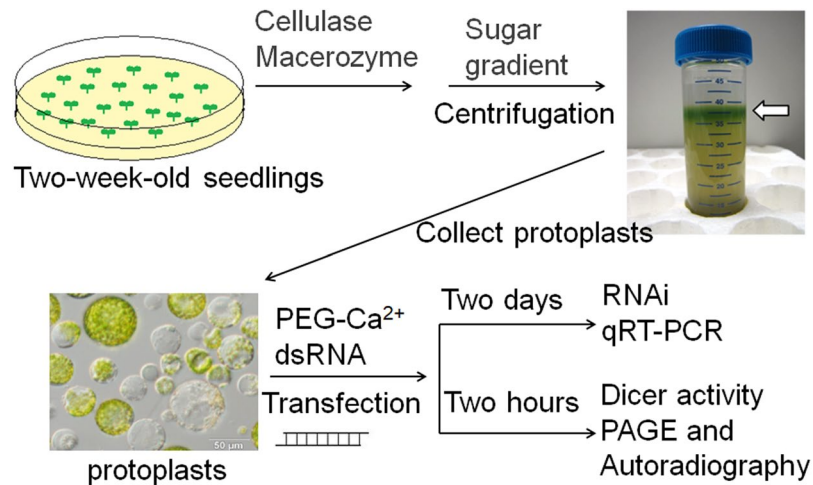 Cellulase
Macerozyme
Sugar
gradient
Centrifugation
45
40
35
30
25
20
15
Two-week-old seedlings
Collect protoplasts
PEG-Ca²⁺
dsRNA
Transfection
Two days
RNAi
qRT-PCR
Two hours
Dicer activity
PAGE and
Autoradiography
50 µm
protoplasts